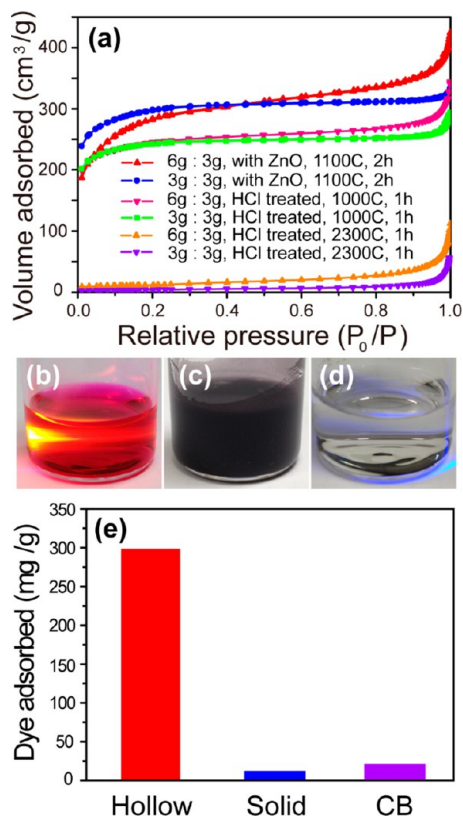 (a)
Volume adsorbed (cm³/g)
400
300
200
100
0
6g : 3g, with ZnO, 1100C, 2h
3g : 3g, with ZnO, 1100C, 2h
6g : 3g, HCl treated, 1000C, 1h
3g : 3g, HCl treated, 1000C, 1h
6g : 3g, HCl treated, 2300C, 1h
3g : 3g, HCl treated, 2300C, 1h
0.0 0.2 0.4 0.6 0.8 1.0
Relative pressure (P₀/P)
(b) (c) (d)
(e)
Dye adsorbed (mg /g)
350
300
250
200
150
100
50
0
Hollow Solid CB